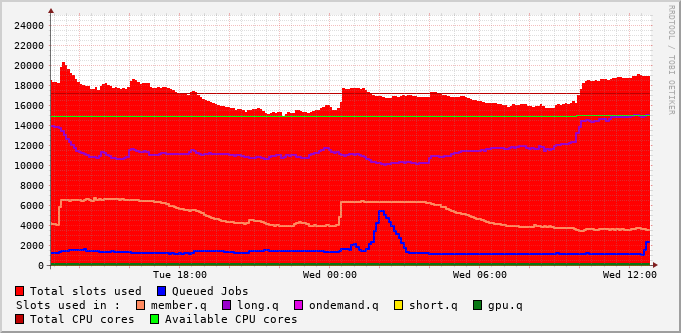 24000
22000
20000
18000
16000
14000
12000
10000
8000
6000
4000
2000
0
Tue 18:00 Wed 00:00 Wed 06:00 Wed 12:00
RRDTOOL / TOBI OETIKER
Total slots used Queued Jobs
Slots used in : member.q long.q ondemand.q short.q gpu.q
Total CPU cores Available CPU cores